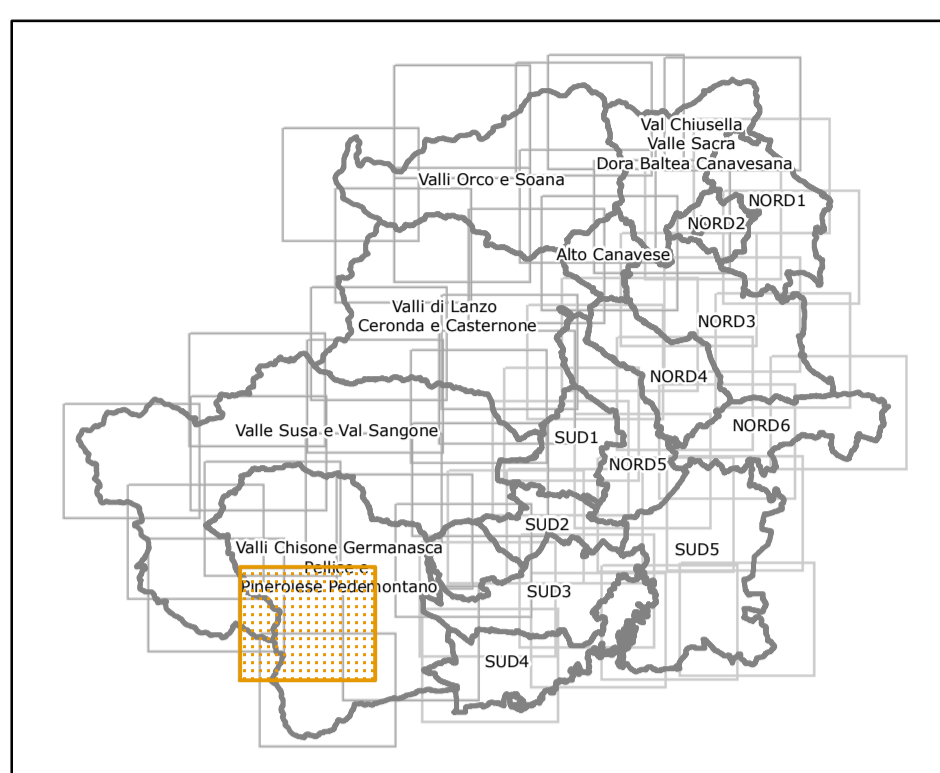 Val Chiusella
Valle Sacra
Dora Baltea Canavesana
Valli Orco e Soana
NORD1
NORD2
Alto Canavese
Valli di Lanzo
Ceronda e Casternone
NORD3
NORD4
Valle Susa e Val Sangone
SUD1
NORD6
NORD5
SUD2
Valli Chisone Germanasca
Pellice e
Pinerolese Pedemontano
SUD5
SUD3
SUD4